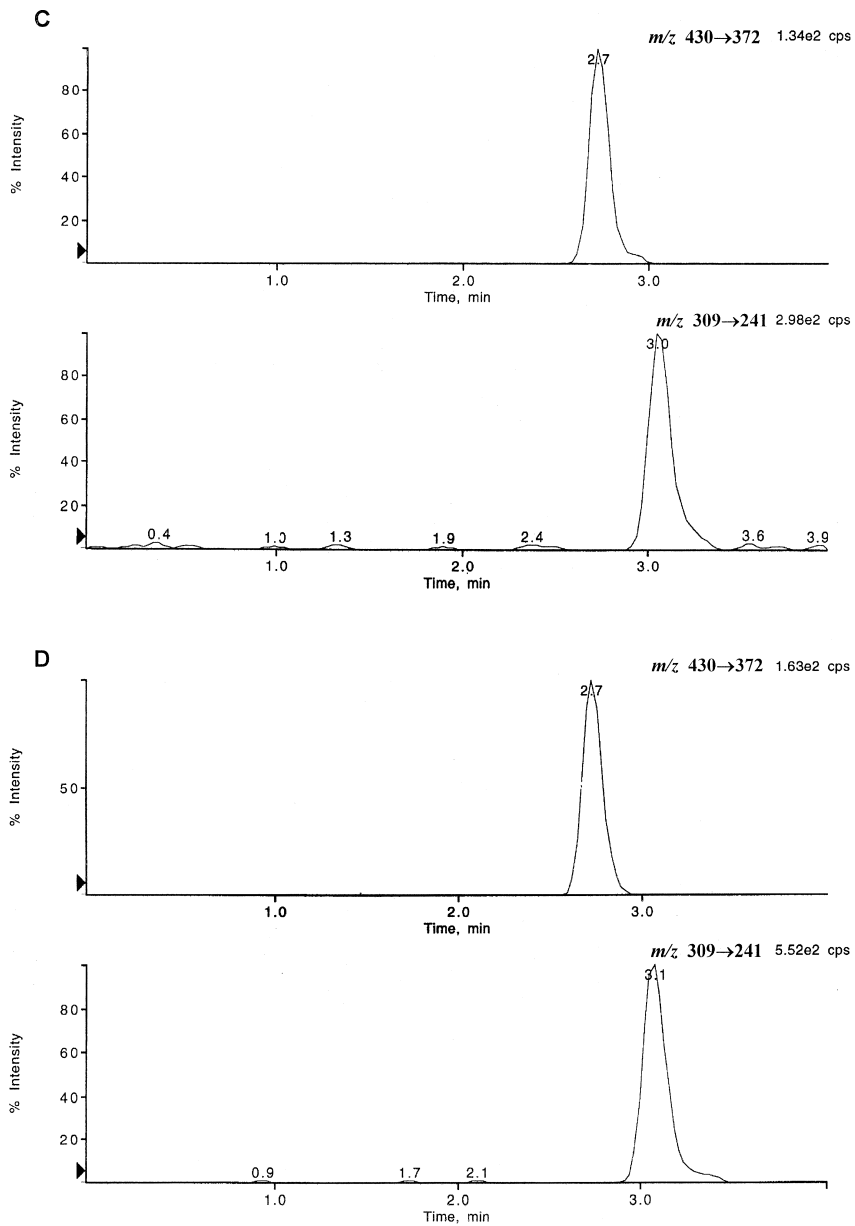 C
m/z 430→372 1.34e2 cps
2.7
80
60
40
20
% Intensity
1.0 2.0 3.0
Time, min
m/z 309→241 2.98e2 cps
3.0
80
60
40
20
% Intensity
0.4 1.0 1.3 1.9 2.4 3.6 3.9
1.0 2.0 3.0
Time, min
D
m/z 430→372 1.63e2 cps
2.7
50
% Intensity
1.0 2.0 3.0
Time, min
m/z 309→241 5.52e2 cps
3.1
80
60
40
20
% Intensity
0.9 1.7 2.1
1.0 2.0 3.0
Time, min